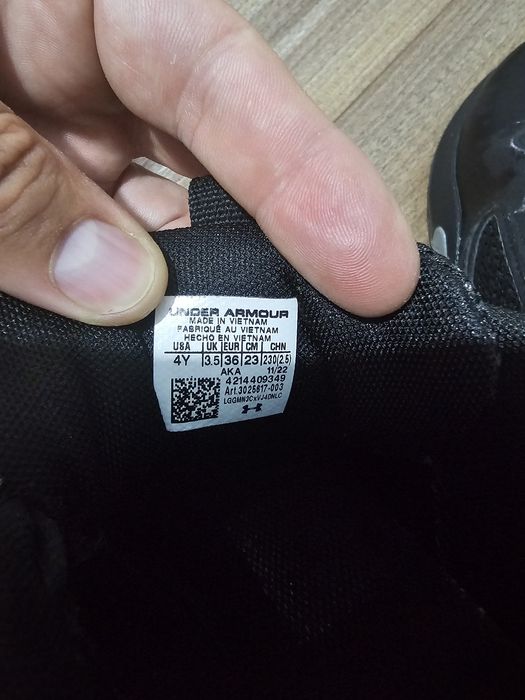 UNDER ARMOUR
MADE IN VIETNAM
FABRIQUÉ AU VIETNAM
HECHO EN VIETNAM
USA UK EUR CM CHN
4Y 3.5 36 23 230(2.5)
AKA 11/22
4214409349
Art.3025617-003